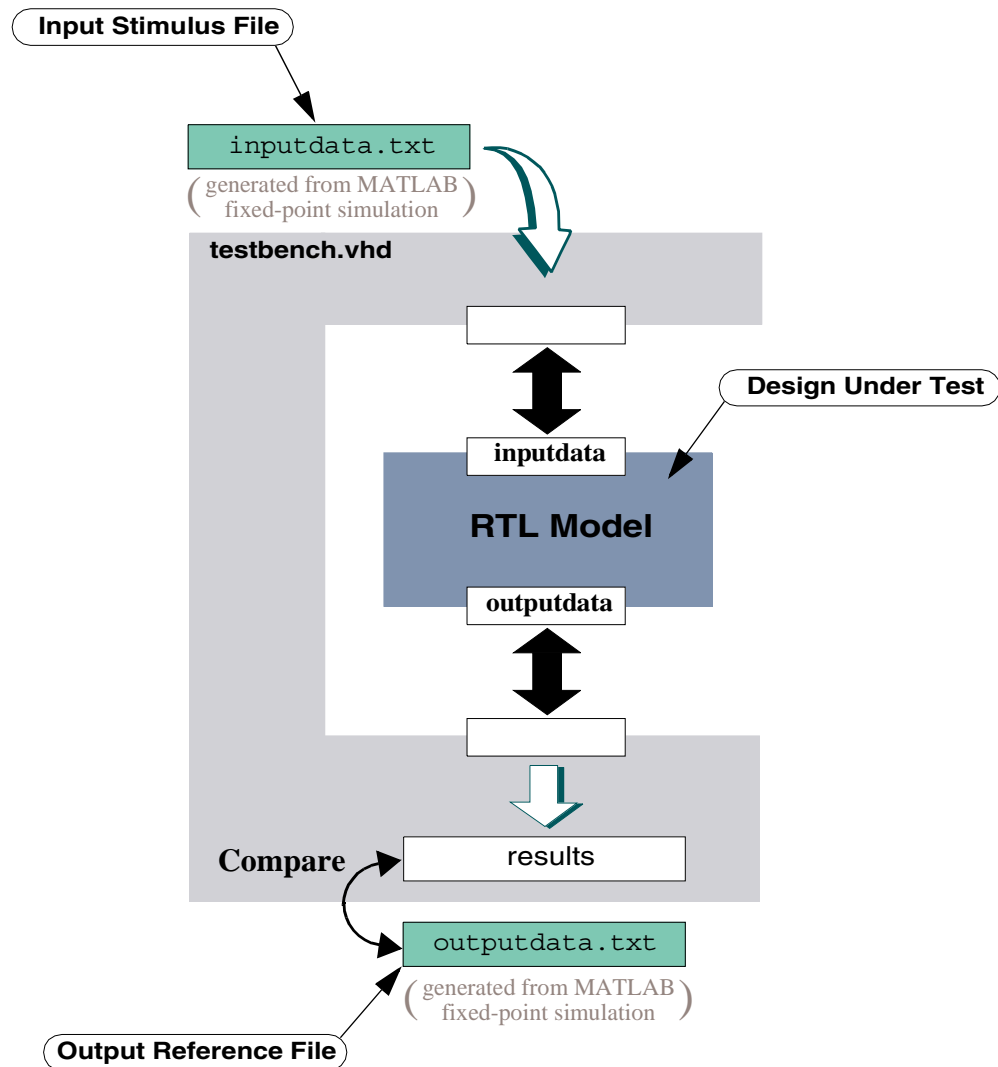 Input Stimulus File
inputdata.txt
(generated from MATLAB
fixed-point simulation)
testbench.vhd
Design Under Test
inputdata
RTL Model
outputdata
results
Compare
outputdata.txt
(generated from MATLAB
fixed-point simulation)
Output Reference File